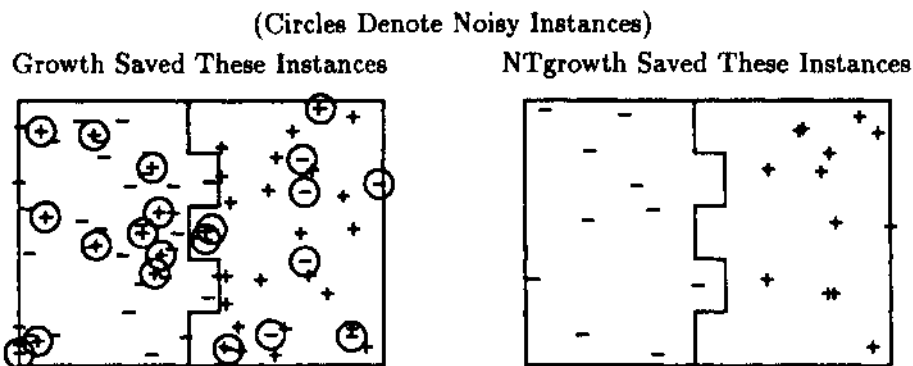 (Circles Denote Noisy Instances)
Growth Saved These Instances
NTgrowth Saved These Instances